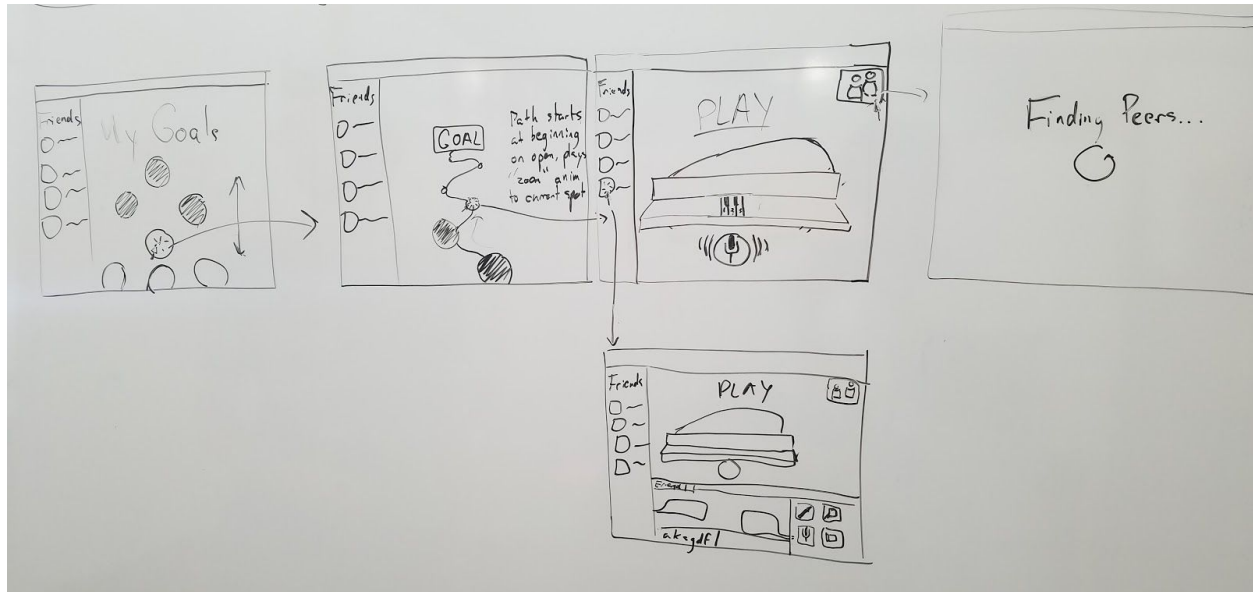 Friends
My Goals
Friends
GOAL
Path starts
at beginning
on open, plays
"zoom" anim
to current spot
Friends
PLAY
Finding Peers...
Friends
PLAY
akegdfl